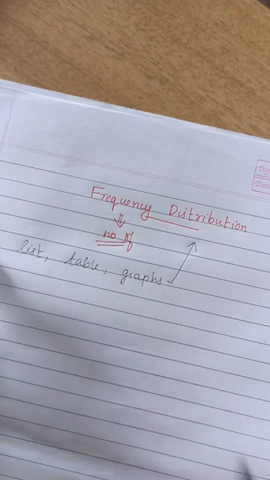 Frequency Distribution
no of
list, table, graphs